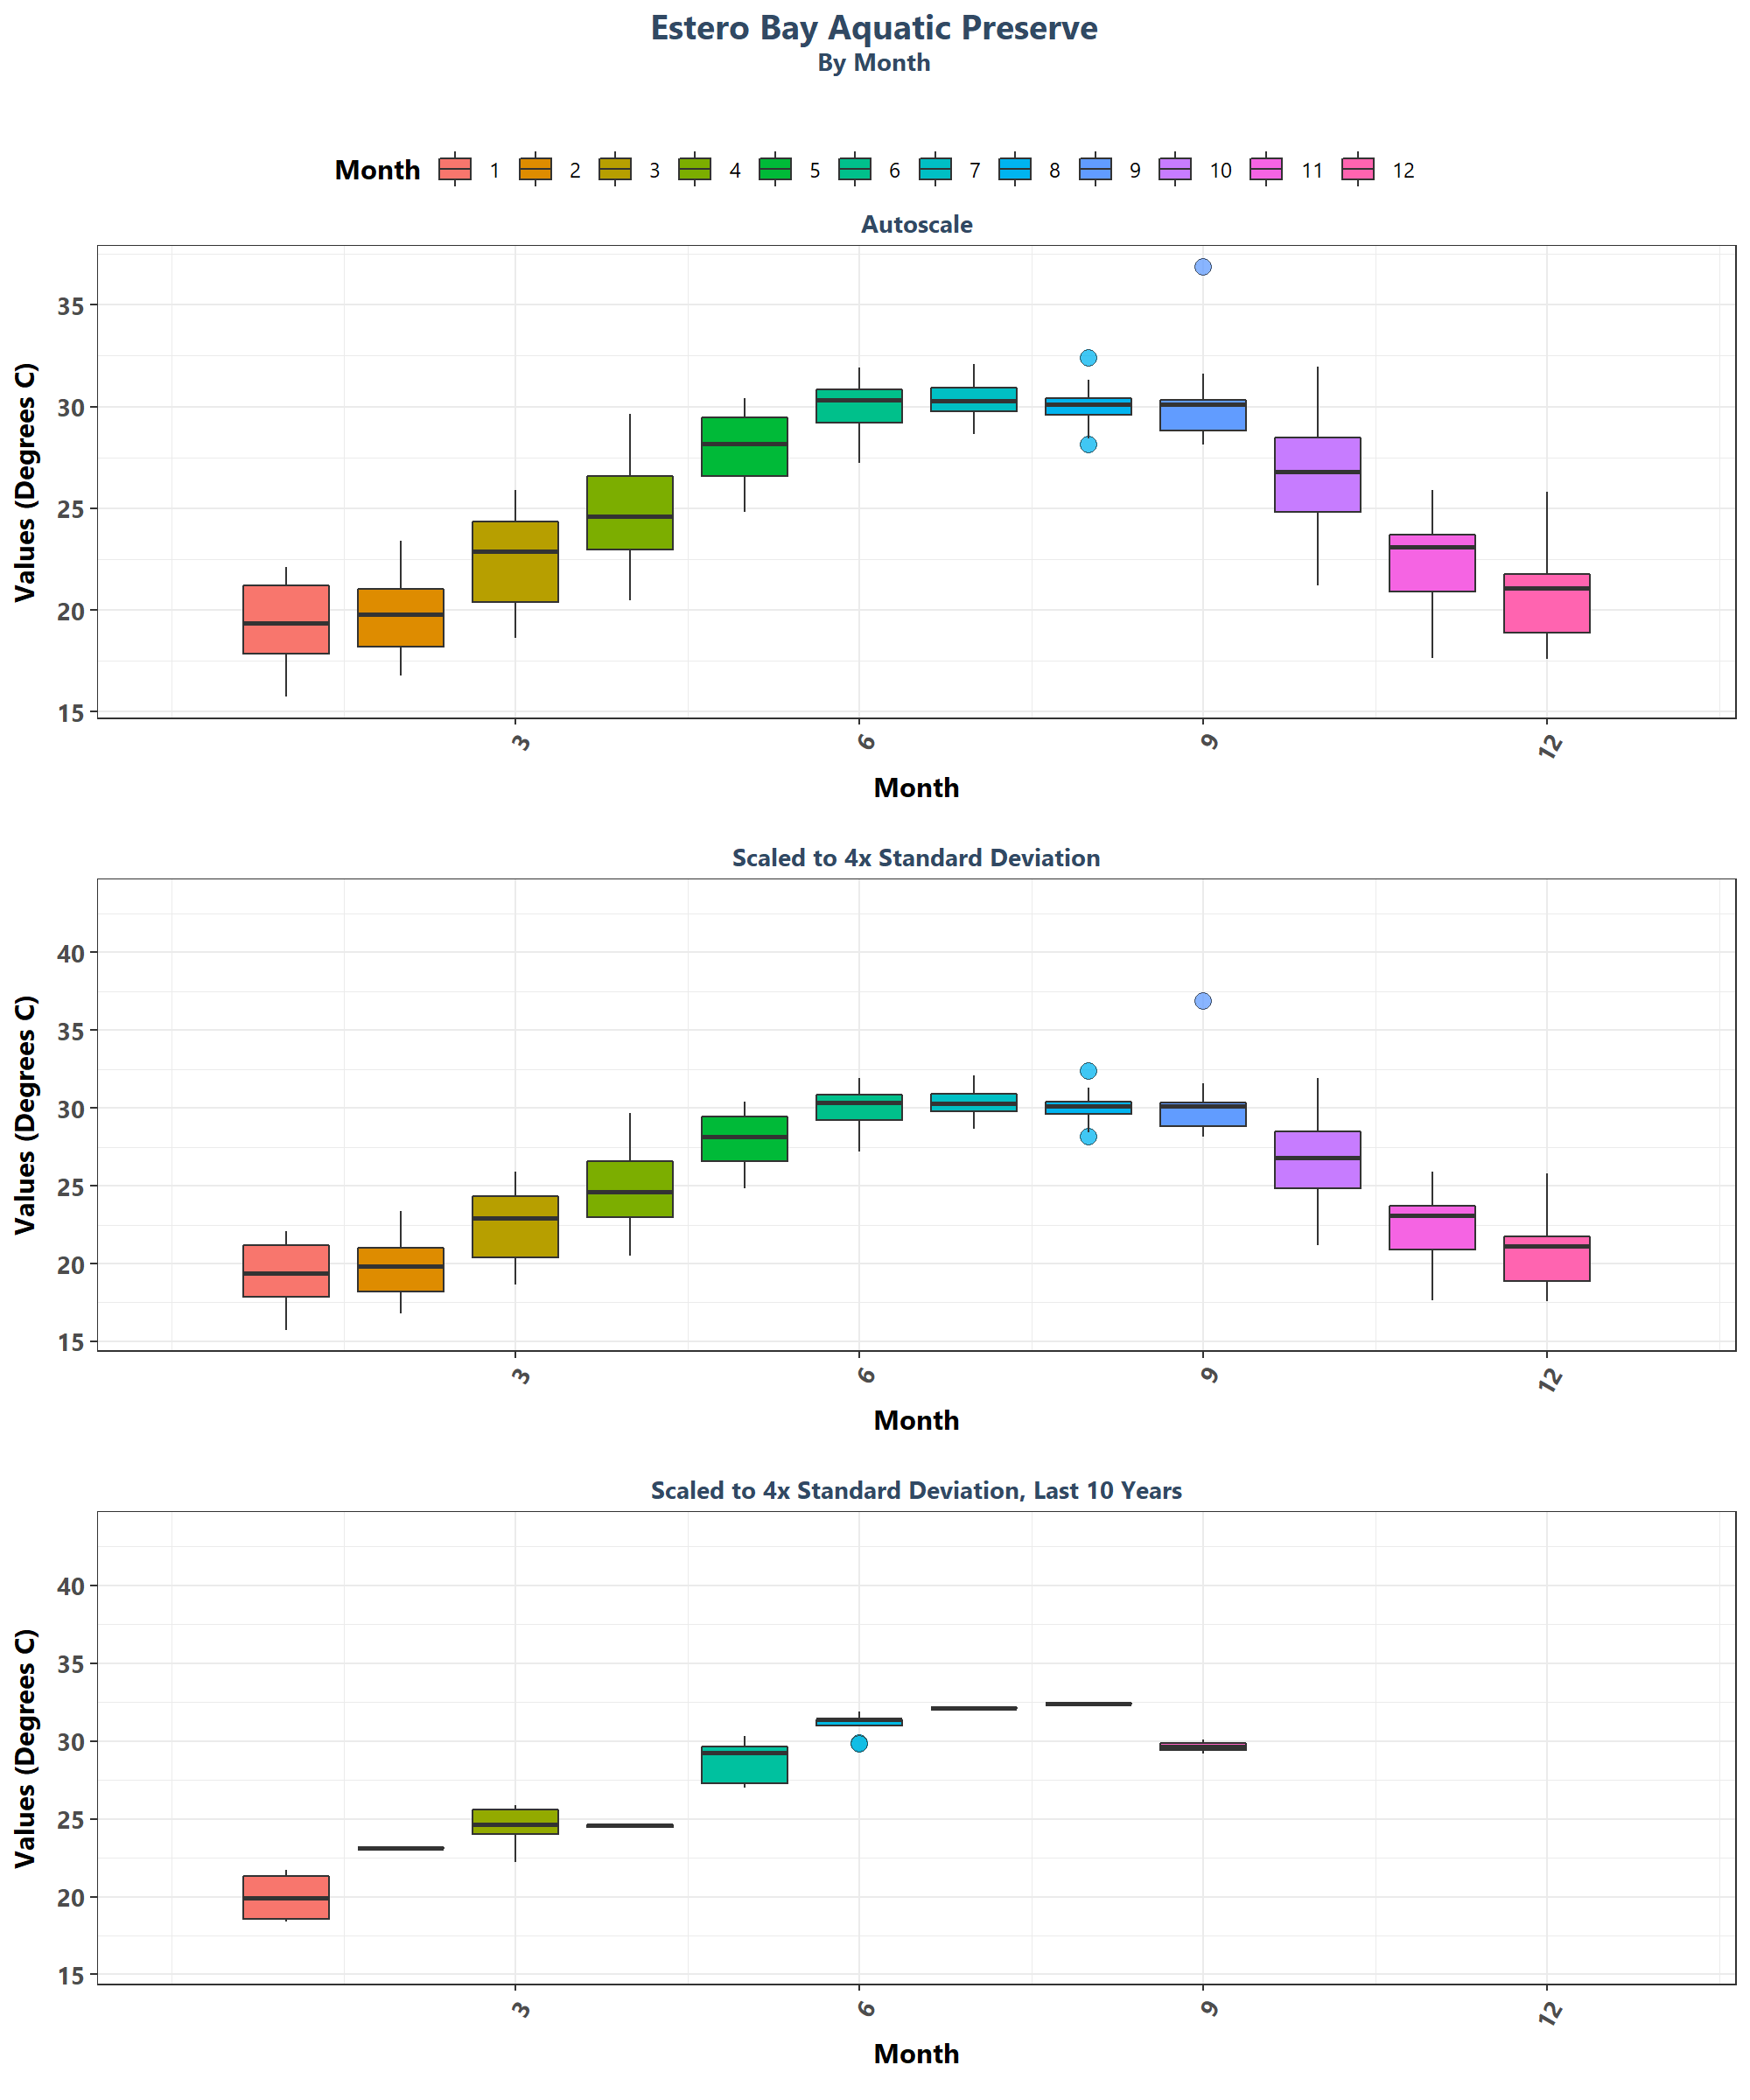 Estero Bay Aquatic Preserve
By Month
Month 1 2 3 4 5 6 7 8 9 10 11 12
Autoscale
Values (Degrees C)
35
30
25
20
15
3 6 9 12
Month
Scaled to 4x Standard Deviation
Values (Degrees C)
40
35
30
25
20
15
3 6 9 12
Month
Scaled to 4x Standard Deviation, Last 10 Years
Values (Degrees C)
40
35
30
25
20
15
3 6 9 12
Month